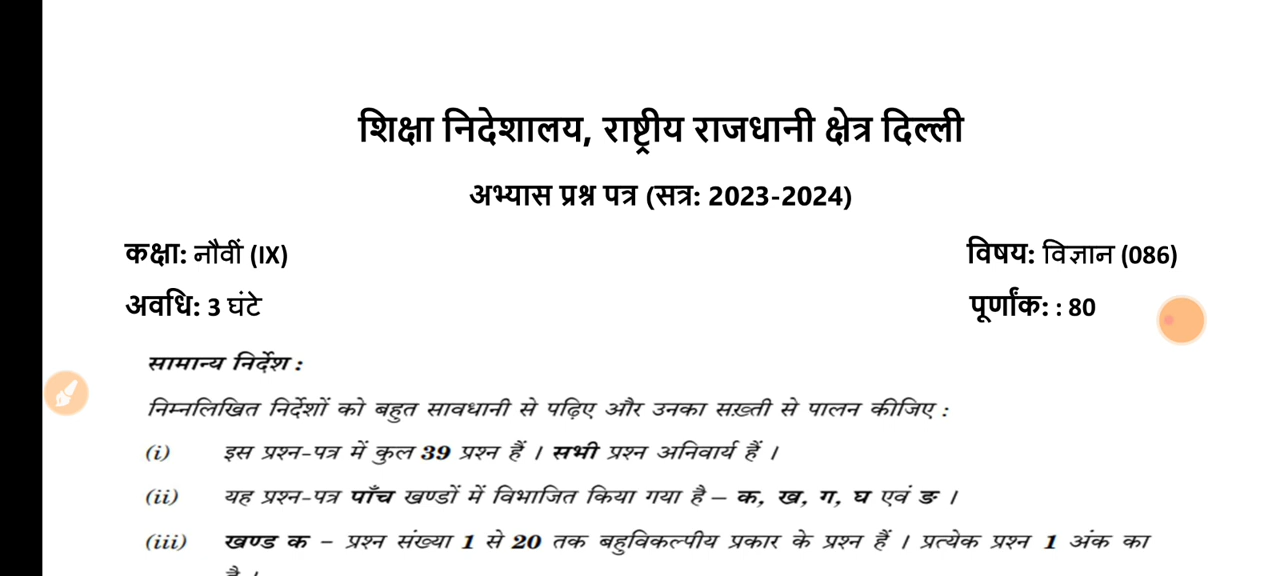 शिक्षा निदेशालय, राष्ट्रीय राजधानी क्षेत्र दिल्ली
अभ्यास प्रश्न पत्र (सत्र: 2023-2024)
कक्षा: नौवीं (IX) विषय: विज्ञान (086)
अवधि: 3 घंटे पूर्णांक: : 80
सामान्य निर्देश :
निम्नलिखित निर्देशों को बहुत सावधानी से पढ़िए और उनका सख़्ती से पालन कीजिए :
(i) इस प्रश्न-पत्र में कुल 39 प्रश्न हैं । सभी प्रश्न अनिवार्य हैं ।
(ii) यह प्रश्न-पत्र पाँच खण्डों में विभाजित किया गया है – क, ख, ग, घ एवं ङ ।
(iii) खण्ड क – प्रश्न संख्या 1 से 20 तक बहुविकल्पीय प्रकार के प्रश्न हैं । प्रत्येक प्रश्न 1 अंक का
है ।